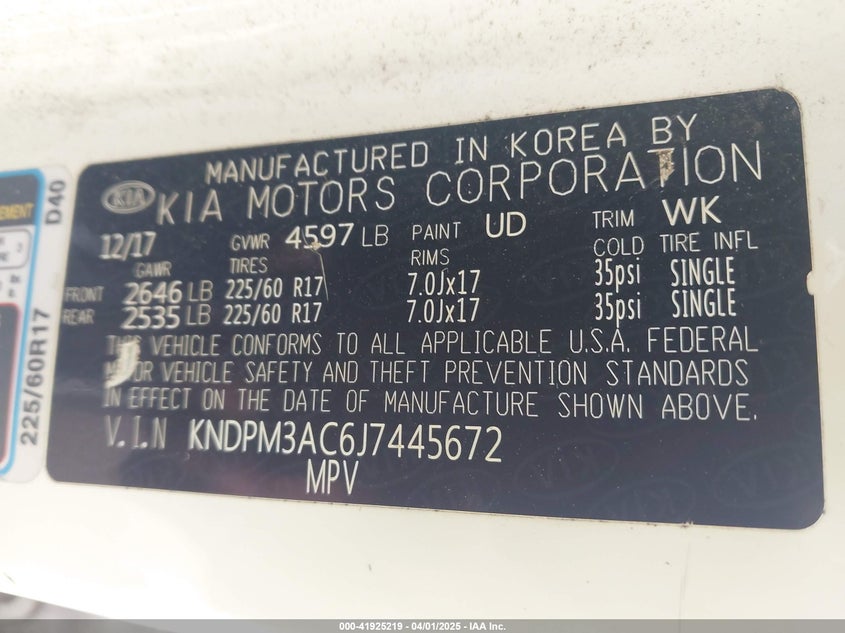 MANUFACTURED IN KOREA BY
KIA KIA MOTORS CORPORATION
12/17 GVWR 4597 LB PAINT UD TRIM WK
GAWR TIRES RIMS COLD TIRE INFL
FRONT 2646 LB 225/60 R17 7.0Jx17 35psi SINGLE
REAR 2535 LB 225/60 R17 7.0Jx17 35psi SINGLE
VEHICLE CONFORMS TO ALL APPLICABLE U.S.A. FEDERAL
VEHICLE SAFETY AND THEFT PREVENTION STANDARDS
IN EFFECT ON THE DATE OF MANUFACTURE SHOWN ABOVE.
V.I.N KNDPM3AC6J7445672
MPV
225/60R17 D40
000-41925219 - 04/01/2025 - IAA Inc.